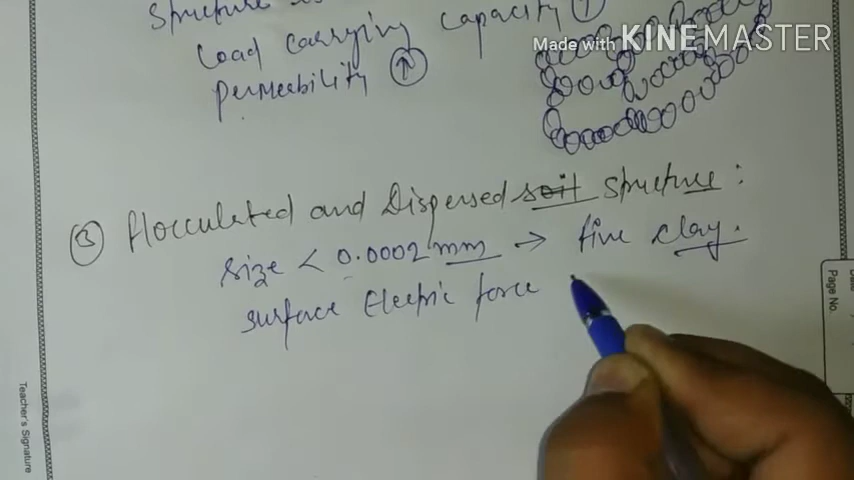 Structure
Load carrying capacity ↑
permeability ↑
Made with KINEMASTER
③ flocculated and Dispersed soil structure :
size < 0.0002 mm → fine clay.
surface Electric force
Page No.
Teacher's Signature